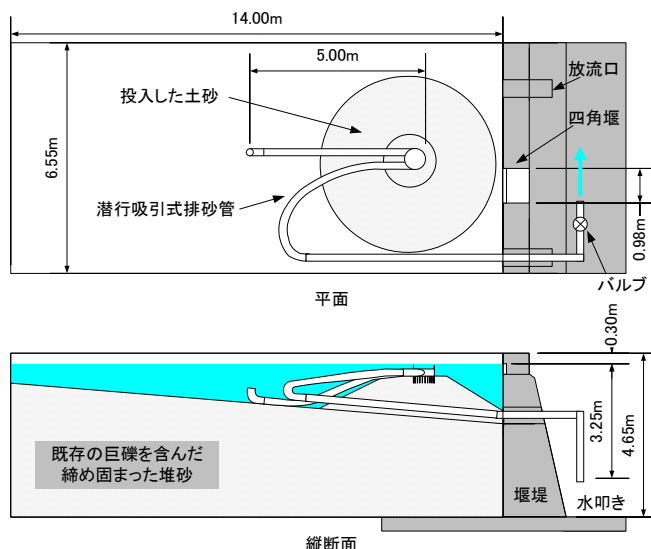 14.00m
5.00m
放流口
投入した土砂
四角堰
6.55m
潜行吸引式排砂管
0.98m
バルブ
平面
0.30m
3.25m
4.65m
既存の巨礫を含んだ
締め固まった堆砂
堰堤
水叩き
縦断面